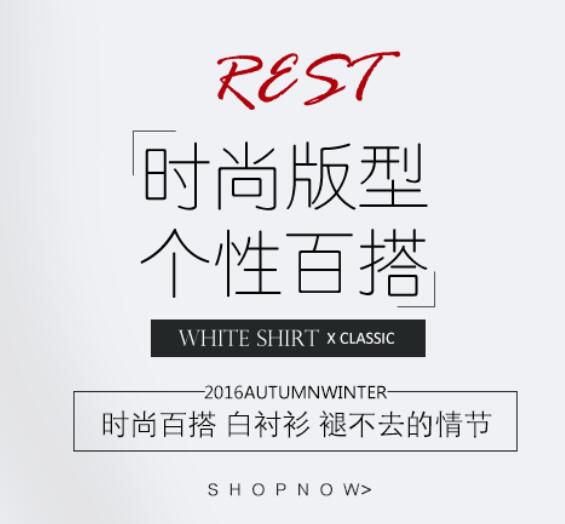 REST
时尚版型
个性百搭
WHITE SHIRT X CLASSIC
2016AUTUMNWINTER
时尚百搭 白衬衫 褪不去的情节
SHOPNOW>